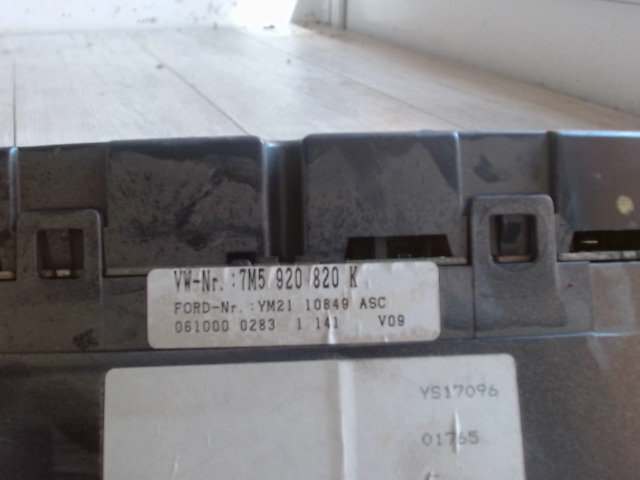 VW-Nr.:7M5 920 820 K
FORD-Nr.:YM21 10849 ASC
061000 0283 1 141 V09
YS17096
01765